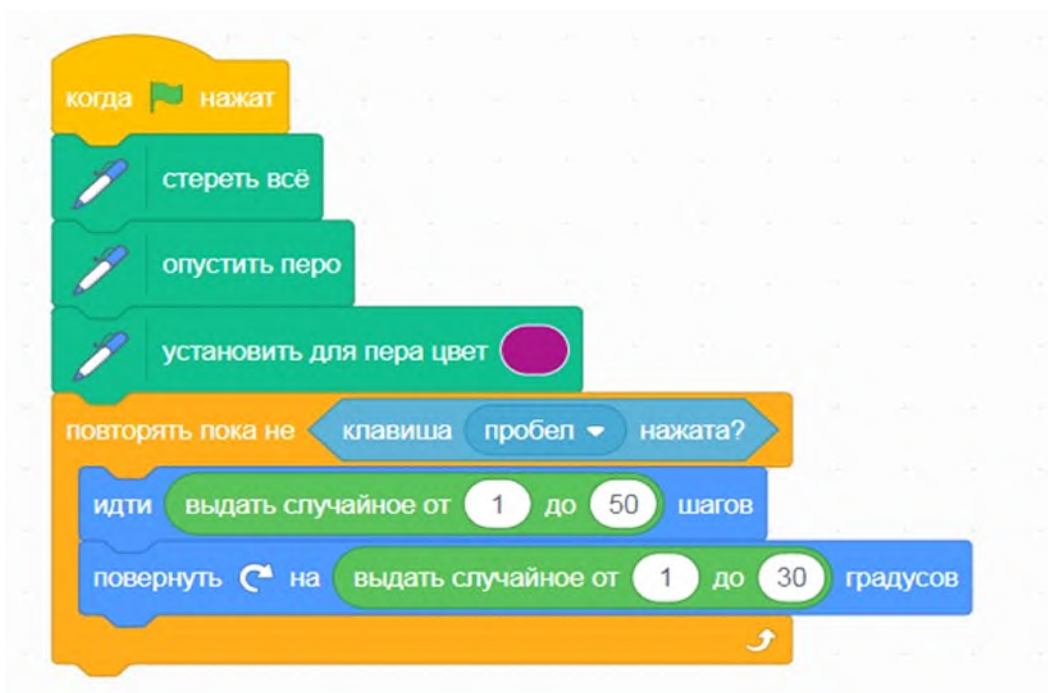 когда нажат
стереть всё
опустить перо
установить для пера цвет
повторять пока не клавиша пробел нажата?
идти выдать случайное от 1 до 50 шагов
повернуть на выдать случайное от 1 до 30 градусов